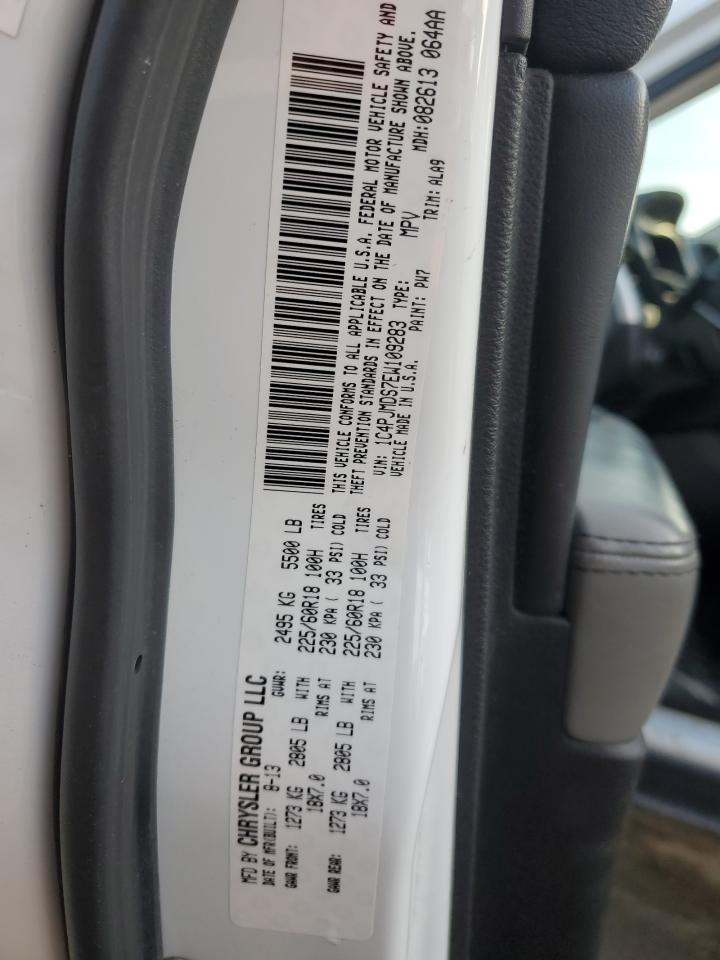 MFD BY CHRYSLER GROUP LLC
DATE OF MFR(BUILT): 8-13 GVWR: 2495 KG 5500 LB
GAWR FRONT: 1273 KG 2805 LB WITH 225/60R18 100H TIRES
18X7.0 RIMS AT 230 KPA ( 33 PSI) COLD
GAWR REAR: 1273 KG 2805 LB WITH 225/60R18 100H TIRES
18X7.0 RIMS AT 230 KPA ( 33 PSI) COLD
THIS VEHICLE CONFORMS TO ALL APPLICABLE U.S.A. FEDERAL MOTOR VEHICLE SAFETY AND
THEFT PREVENTION STANDARDS IN EFFECT ON THE DATE OF MANUFACTURE SHOWN ABOVE.
VIN: 1C4PJMDS7EW109283 TYPE: MPV MDH:082613 064AA
VEHICLE MADE IN U.S.A. PAINT: PW7 TRIM: ALA9